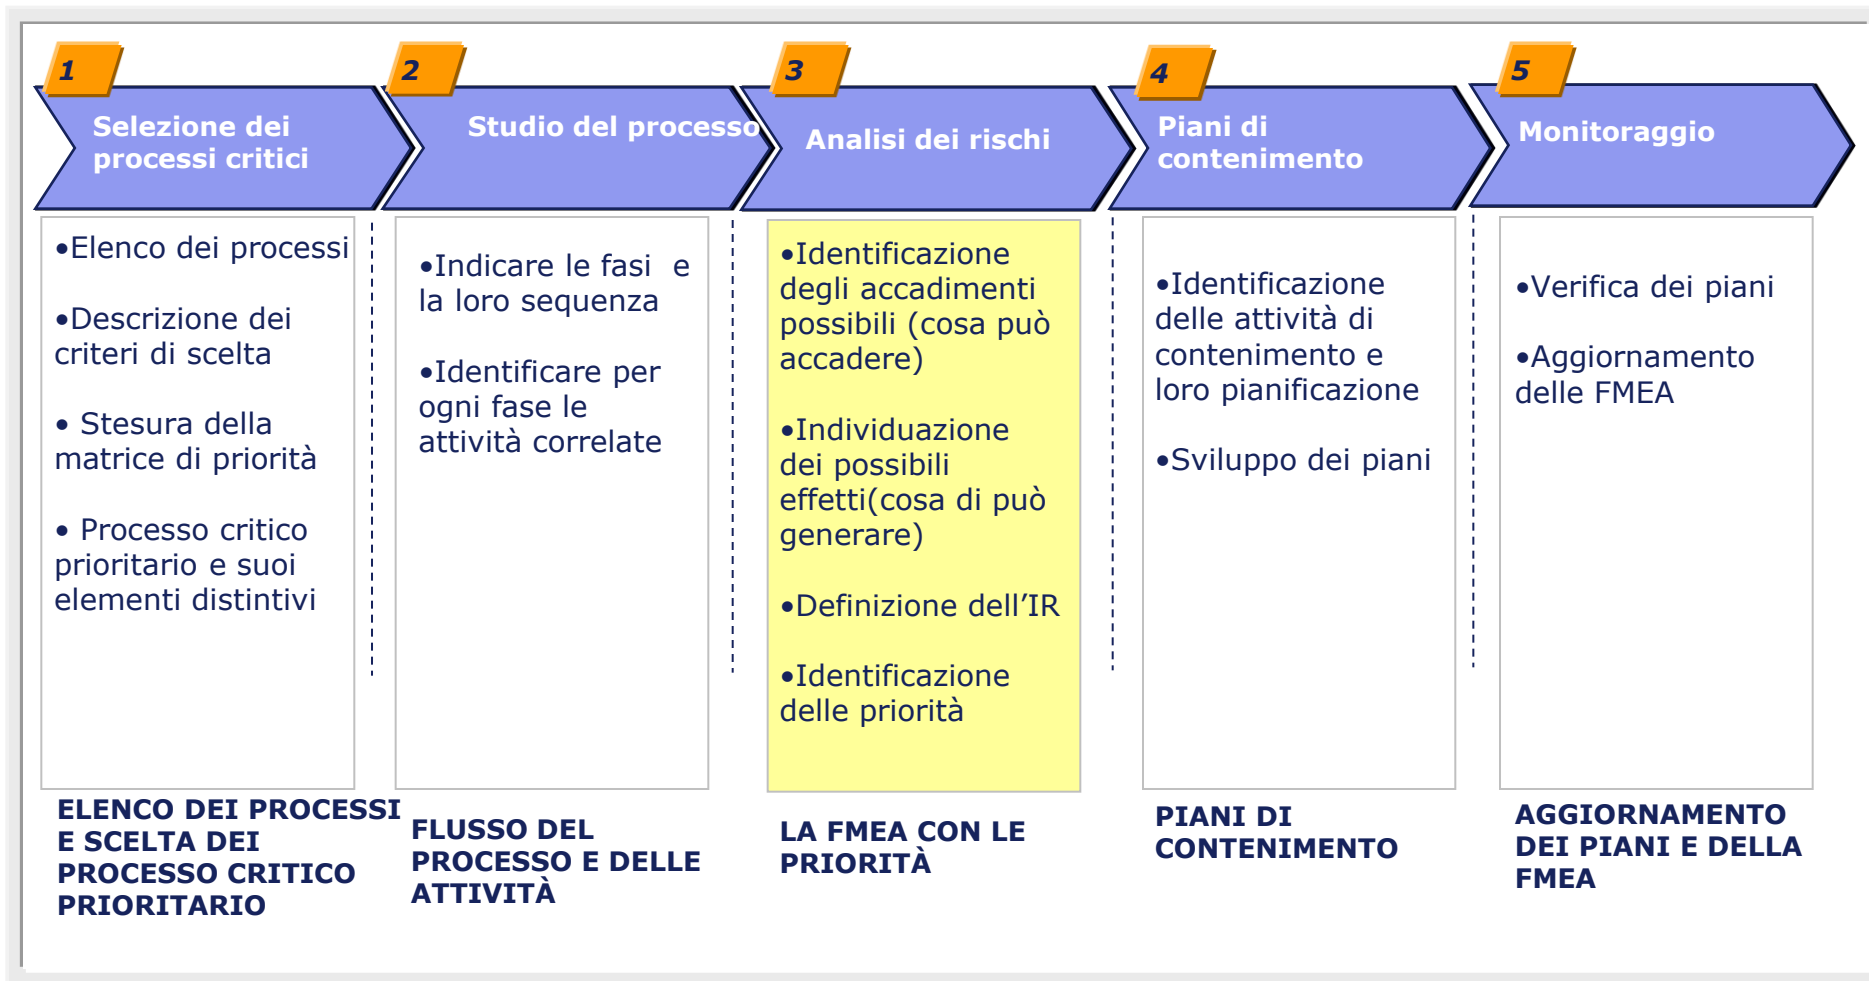 1
Selezione dei
processi critici
•Elenco dei processi
•Descrizione dei
criteri di scelta
• Stesura della
matrice di priorità
• Processo critico
prioritario e suoi
elementi distintivi
ELENCO DEI PROCESSI
E SCELTA DEI
PROCESSO CRITICO
PRIORITARIO
2
Studio del processo
•Indicare le fasi e
la loro sequenza
•Identificare per
ogni fase le
attività correlate
FLUSSO DEL
PROCESSO E DELLE
ATTIVITÀ
3
Analisi dei rischi
•Identificazione
degli accadimenti
possibili (cosa può
accadere)
•Individuazione
dei possibili
effetti(cosa di può
generare)
•Definizione dell’IR
•Identificazione
delle priorità
LA FMEA CON LE
PRIORITÀ
4
Piani di
contenimento
•Identificazione
delle attività di
contenimento e
loro pianificazione
•Sviluppo dei piani
PIANI DI
CONTENIMENTO
5
Monitoraggio
•Verifica dei piani
•Aggiornamento
delle FMEA
AGGIORNAMENTO
DEI PIANI E DELLA
FMEA